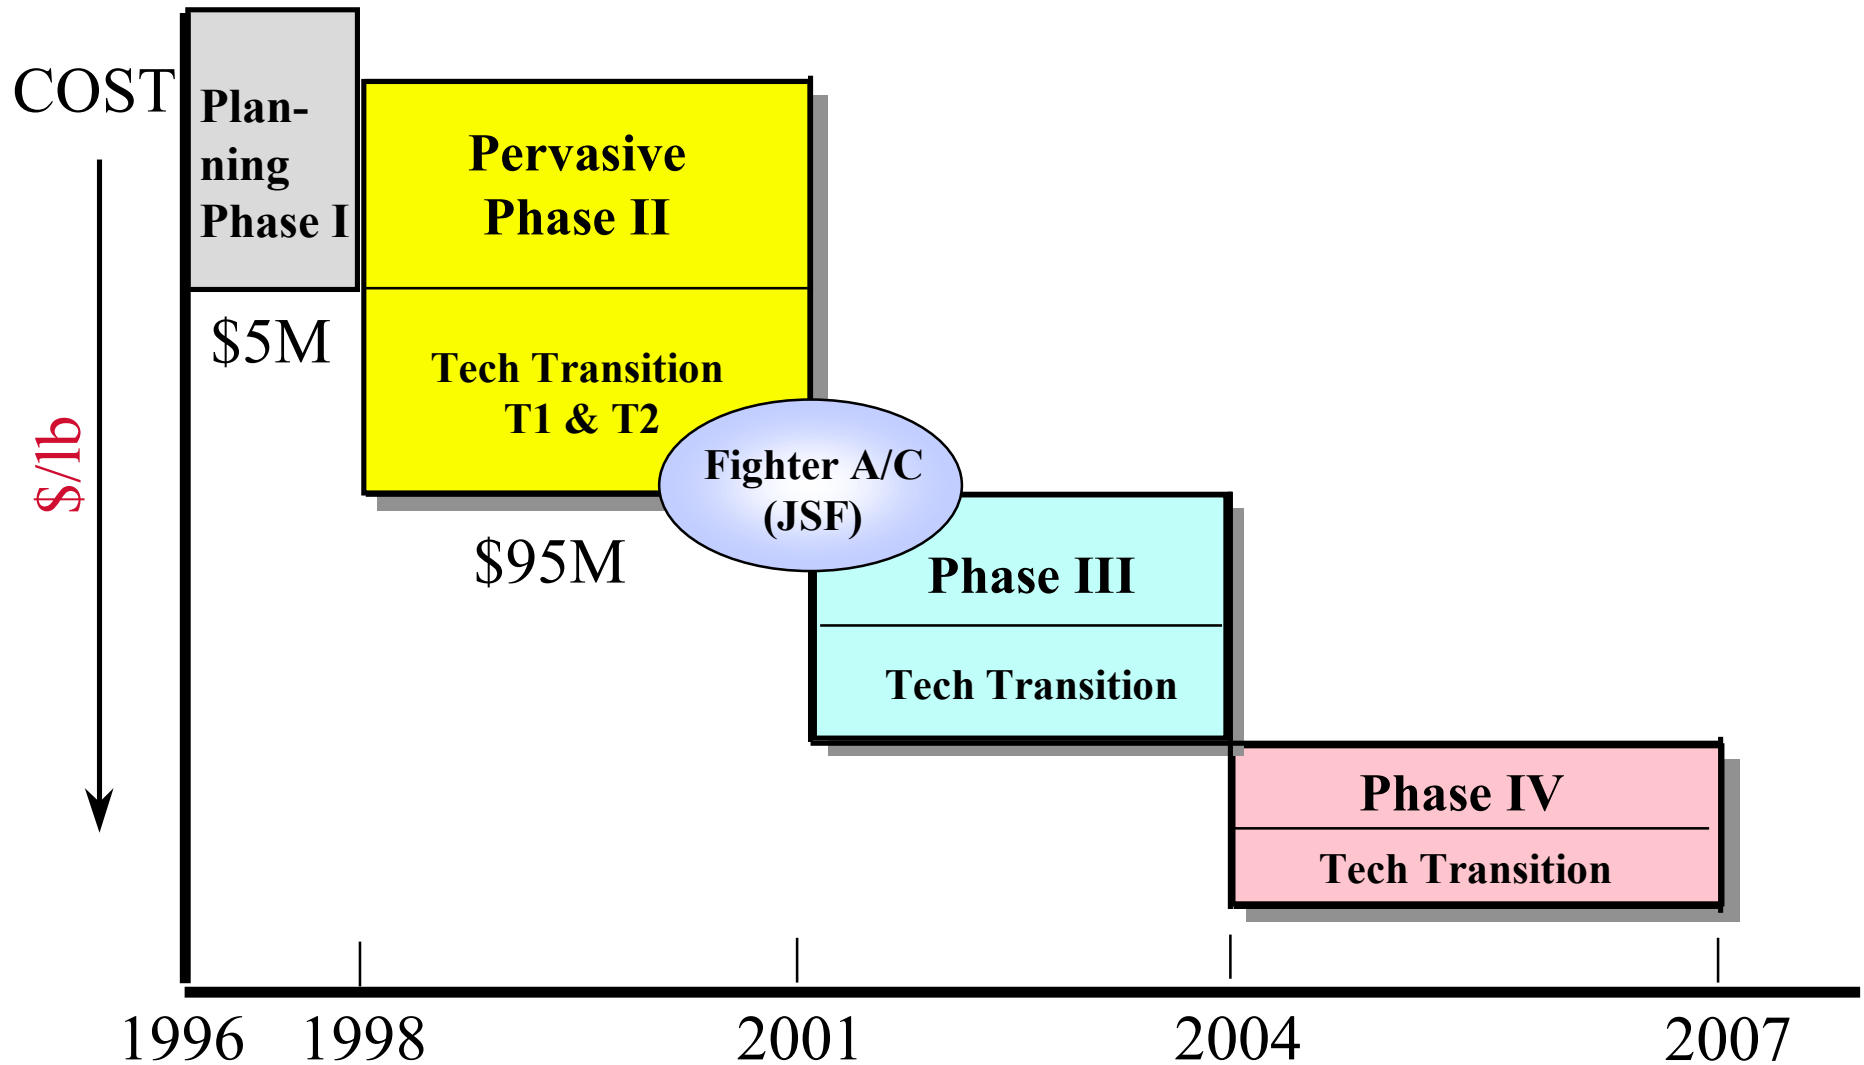 COST
Plan-
ning
Phase I
$5M
$/lb
Pervasive
Phase II
Tech Transition
T1 & T2
$95M
Fighter A/C
(JSF)
Phase III
Tech Transition
Phase IV
Tech Transition
1996
1998
2001
2004
2007